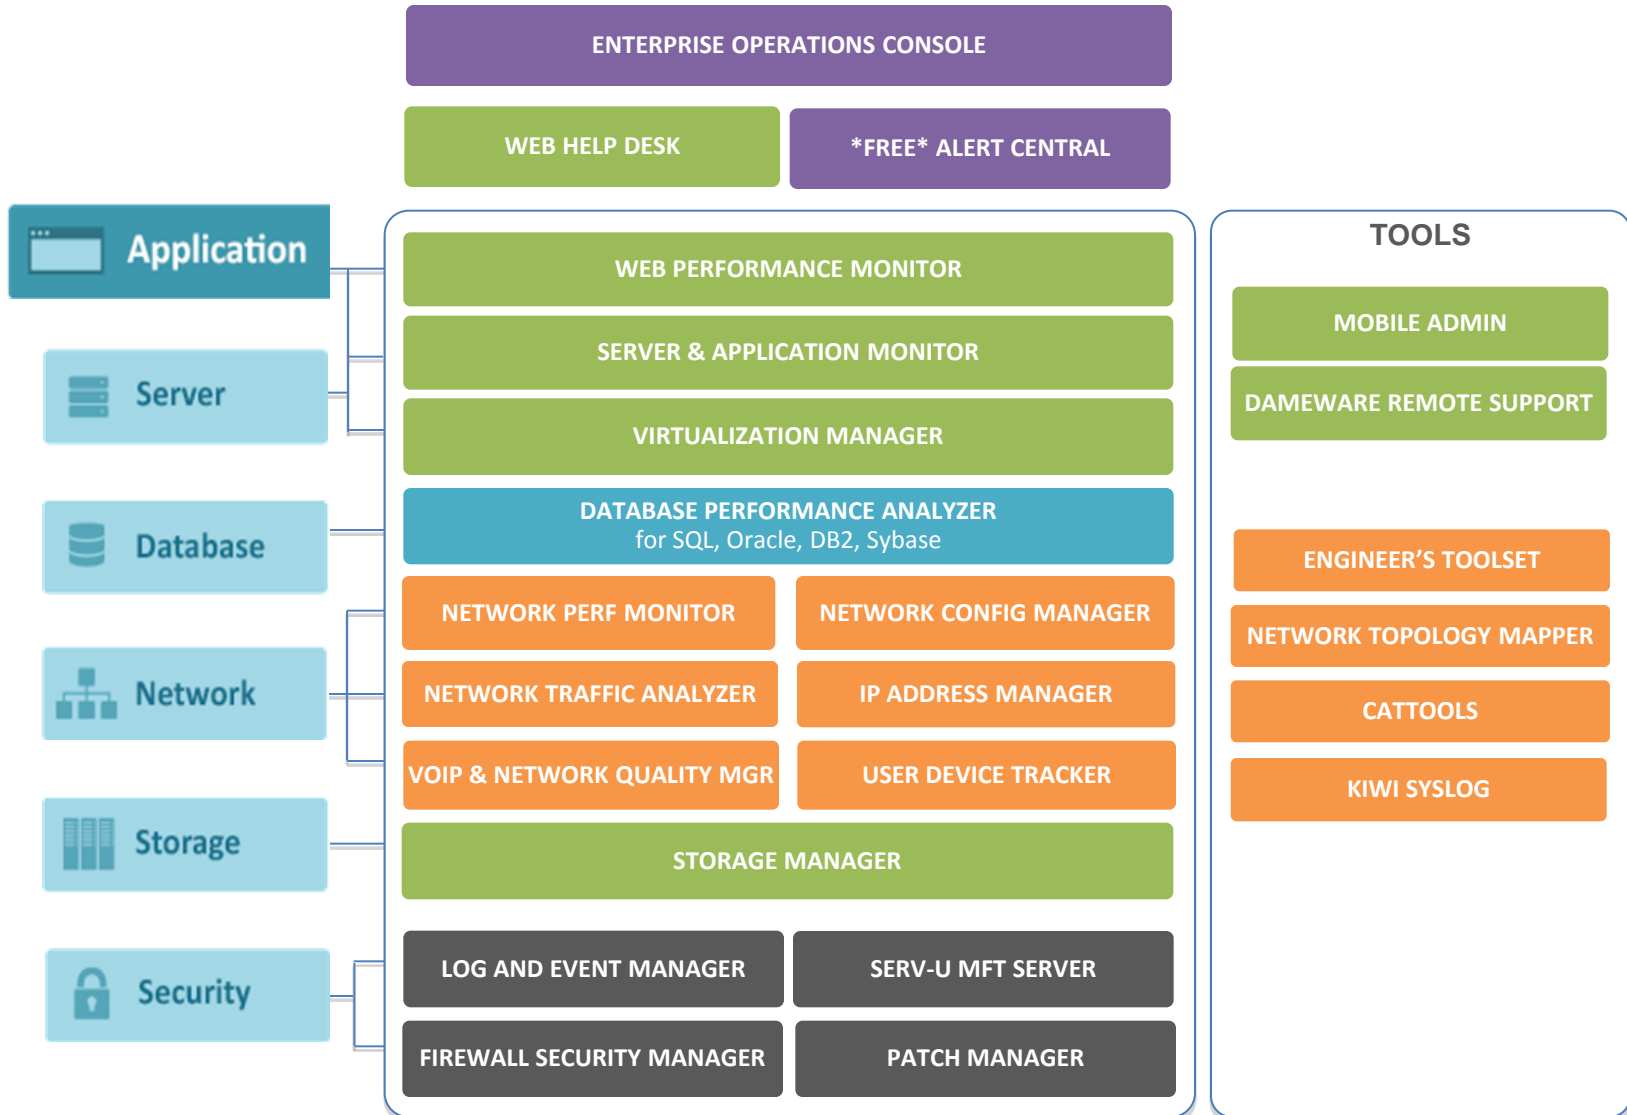 ENTERPRISE OPERATIONS CONSOLE
WEB HELP DESK
*FREE* ALERT CENTRAL
Application
Server
Database
Network
Storage
Security
WEB PERFORMANCE MONITOR
SERVER & APPLICATION MONITOR
VIRTUALIZATION MANAGER
DATABASE PERFORMANCE ANALYZER
for SQL, Oracle, DB2, Sybase
NETWORK PERF MONITOR
NETWORK CONFIG MANAGER
NETWORK TRAFFIC ANALYZER
IP ADDRESS MANAGER
VOIP & NETWORK QUALITY MGR
USER DEVICE TRACKER
STORAGE MANAGER
LOG AND EVENT MANAGER
SERV-U MFT SERVER
FIREWALL SECURITY MANAGER
PATCH MANAGER
TOOLS
MOBILE ADMIN
DAMEWARE REMOTE SUPPORT
ENGINEER’S TOOLSET
NETWORK TOPOLOGY MAPPER
CATTOOLS
KIWI SYSLOG